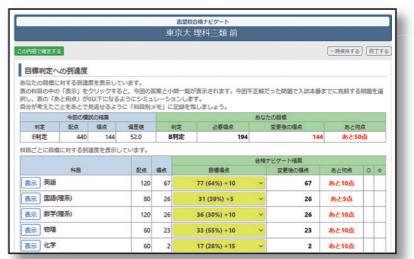 志望校合格ナビゲート
東京大 理科三類 前
この内容で確定する 一時保存する 終了する
目標判定への到達度
あなたの目標に対する到達度を表示しています。
表の科目の中の「表示」をクリックすると、今回の答案と小問一覧が表示されます。今回不正解だった問題で入試本番までに克服する問題を選
択し、表の「あと何点」が0以下になるようにシミュレーションします。
自分が考えたことをあとで見返せるように「科目別メモ」に記録を残しましょう。
今回の模試の結果 あなたの目標
判定 配点 得点 偏差値 判定 必要得点 変更後の得点 あと何点
E判定 440 144 52.0 B判定 194 144 あと50点
科目ごとに目標に対する到達度を表示しています。
科目 配点 得点 合格ナビゲート結果
目標得点 変更後の得点 あと何点 ○ ☆
表示 英語 120 67 77 (64%) +10 67 あと10点
表示 国語(理系) 80 26 31 (39%) +5 26 あと5点
表示 数学(理系) 120 26 36 (30%) +10 26 あと10点
表示 物理 60 23 33 (55%) +10 23 あと10点
表示 化学 60 2 17 (28%) +15 2 あと15点